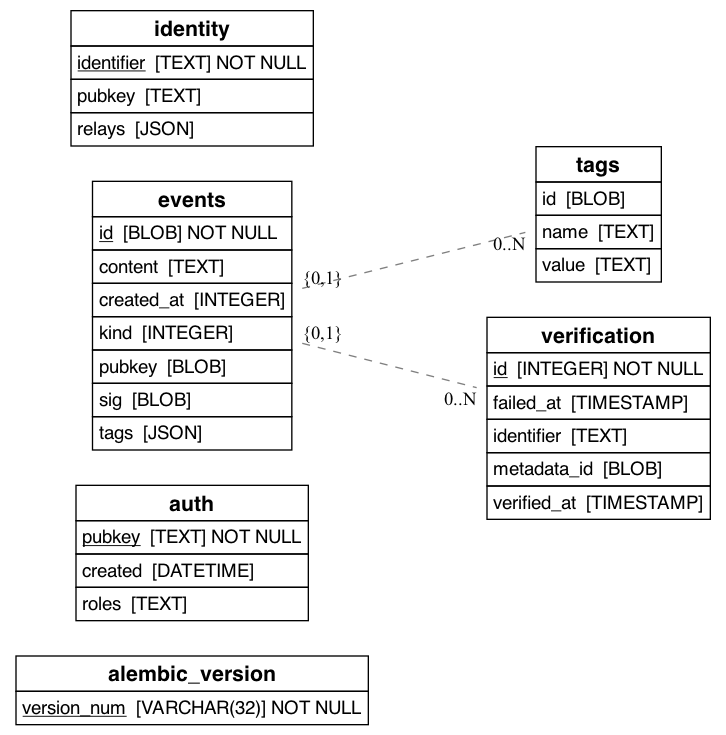 identity
identifier [TEXT] NOT NULL
pubkey [TEXT]
relays [JSON]
events
id [BLOB] NOT NULL
content [TEXT]
created_at [INTEGER]
kind [INTEGER]
pubkey [BLOB]
sig [BLOB]
tags [JSON]
{0,1}
0..N
{0,1}
0..N
tags
id [BLOB]
name [TEXT]
value [TEXT]
verification
id [INTEGER] NOT NULL
failed_at [TIMESTAMP]
identifier [TEXT]
metadata_id [BLOB]
verified_at [TIMESTAMP]
auth
pubkey [TEXT] NOT NULL
created [DATETIME]
roles [TEXT]
alembic_version
version_num [VARCHAR(32)] NOT NULL